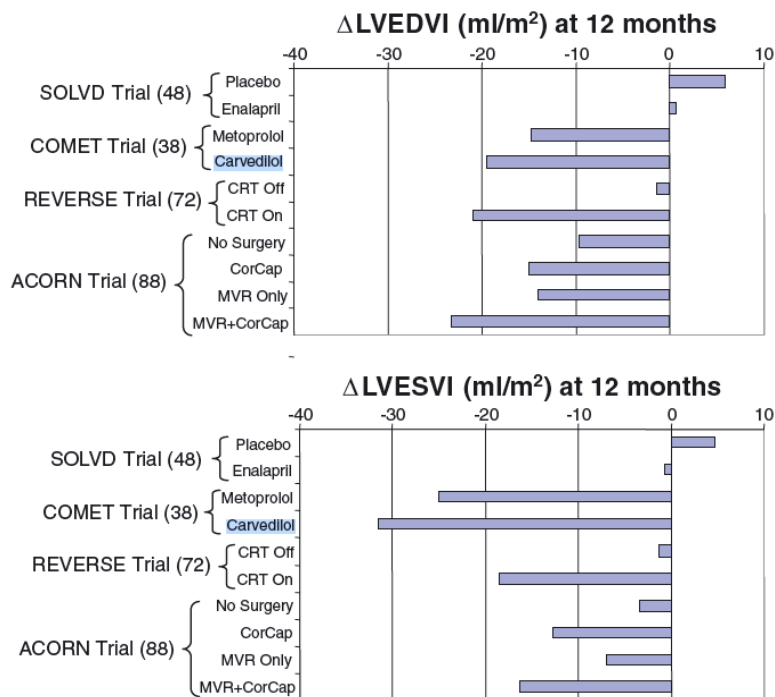 ΔLVEDVI (ml/m²) at 12 months
-40 -30 -20 -10 0 10
SOLVD Trial (48)
Placebo
Enalapril
COMET Trial (38)
Metoprolol
Carvedilol
REVERSE Trial (72)
CRT Off
CRT On
ACORN Trial (88)
No Surgery
CorCap
MVR Only
MVR+CorCap
ΔLVESVI (ml/m²) at 12 months
-40 -30 -20 -10 0 10
SOLVD Trial (48)
Placebo
Enalapril
COMET Trial (38)
Metoprolol
Carvedilol
REVERSE Trial (72)
CRT Off
CRT On
ACORN Trial (88)
No Surgery
CorCap
MVR Only
MVR+CorCap